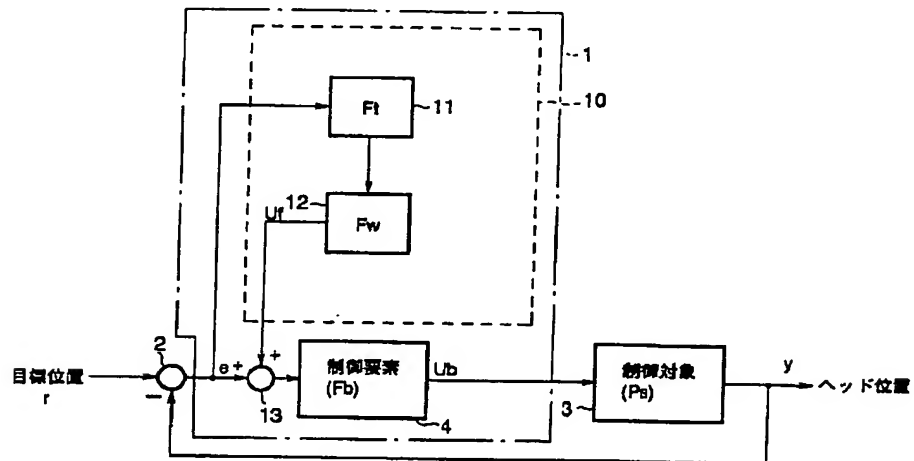 1
10
Ft
11
12
Uf
Fw
2
目標位置
r
−
e
+
+
13
制御要素
(Fb)
4
Ub
3
制御対象
(Ps)
y
ヘッド位置